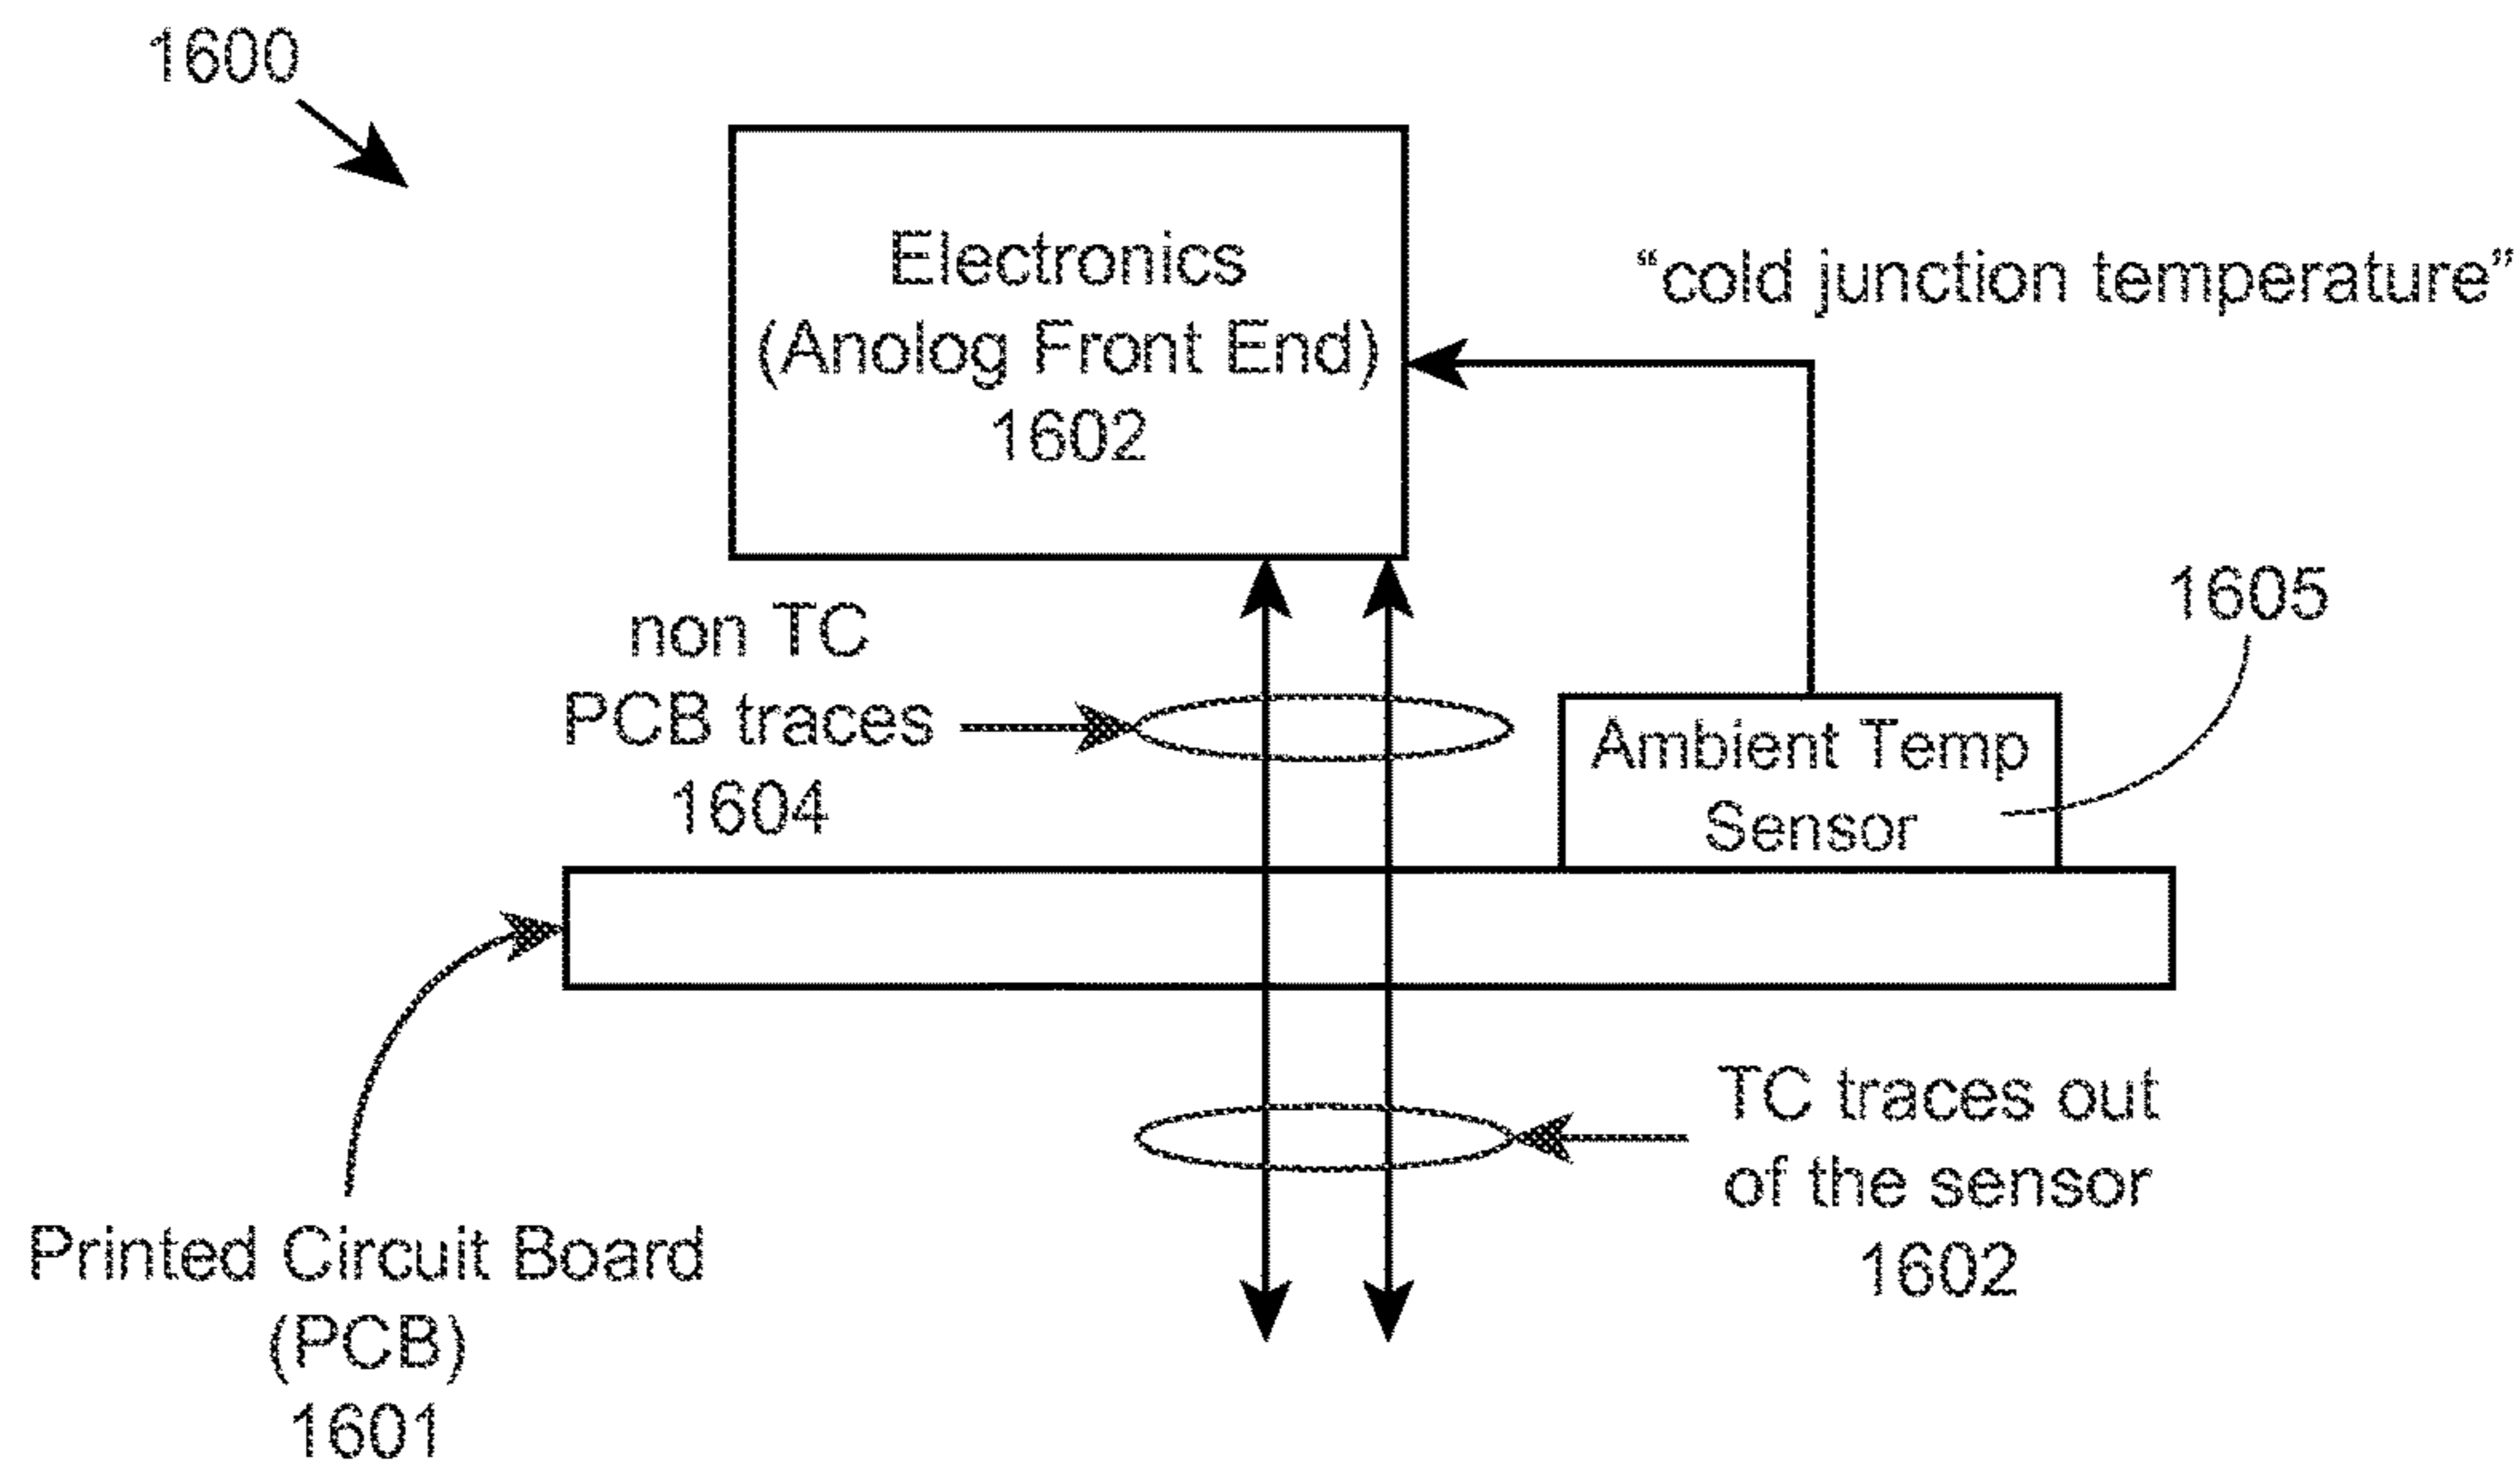 1600
Electronics
(Anolog Front End)
1602
“cold junction temperature”
non TC
PCB traces
1604
1605
Ambient Temp
Sensor
TC traces out
of the sensor
1602
Printed Circuit Board
(PCB)
1601